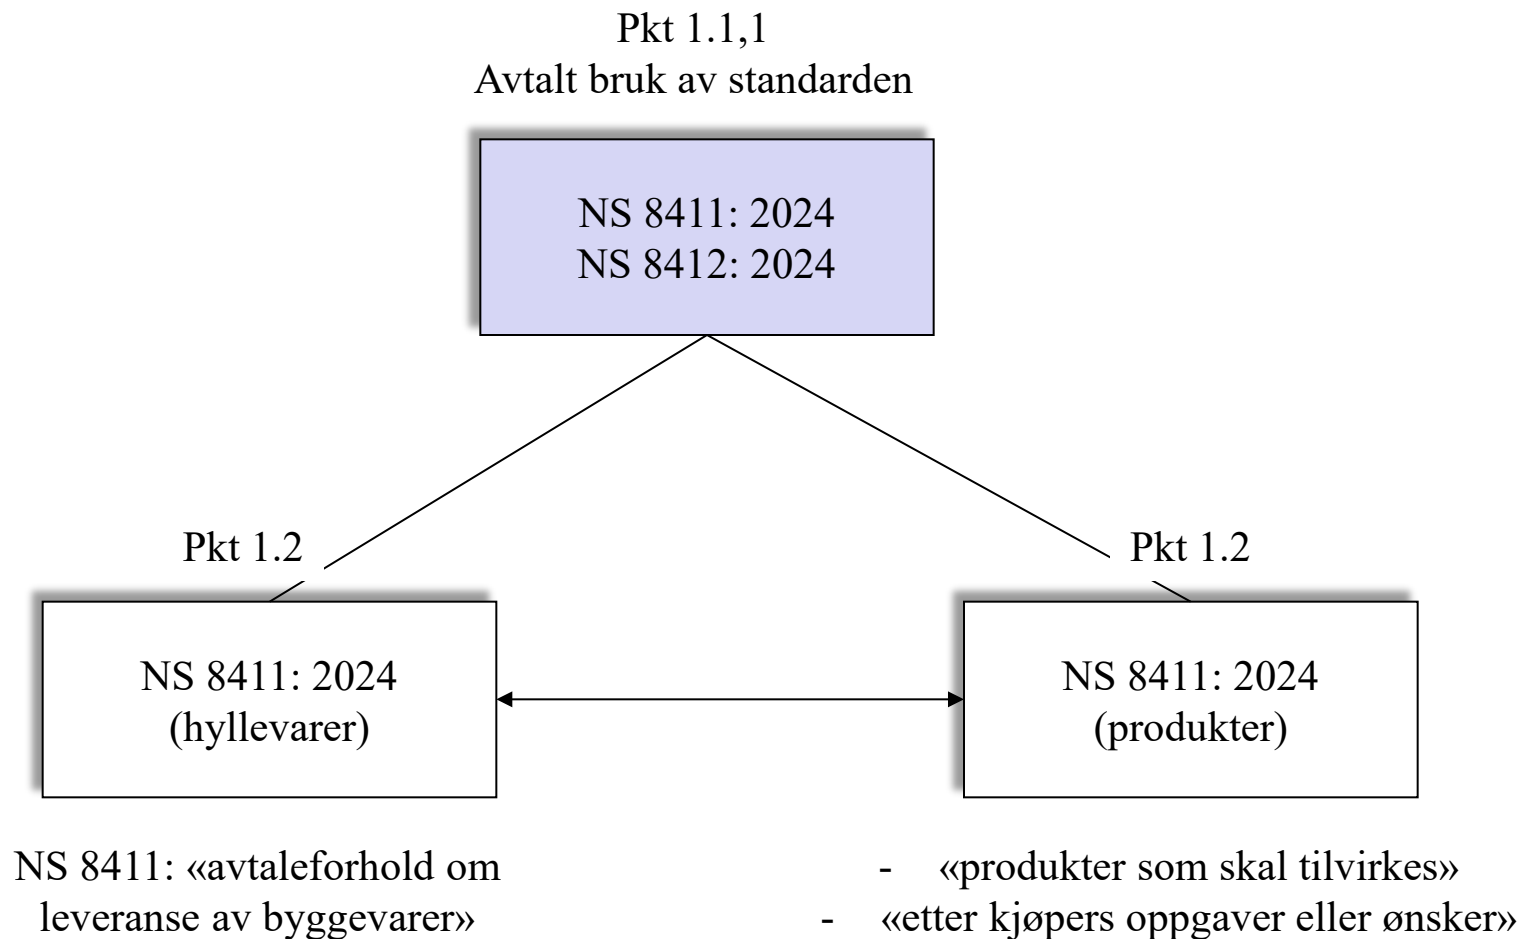 Pkt 1.1,1
Avtalt bruk av standarden
NS 8411: 2024
NS 8412: 2024
Pkt 1.2
Pkt 1.2
NS 8411: 2024
(hyllevarer)
NS 8411: 2024
(produkter)
NS 8411: «avtaleforhold om
leveranse av byggevarer»
- «produkter som skal tilvirkes»
- «etter kjøpers oppgaver eller ønsker»